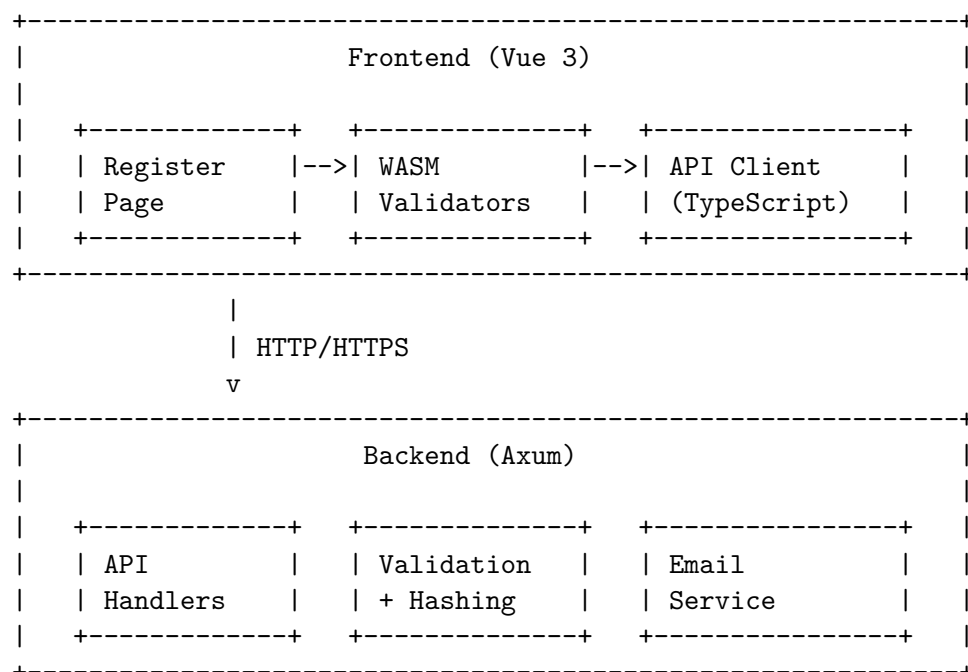 +-------------------------------------------------------------+
|                     Frontend (Vue 3)                        |
|                                                             |
|   +-------------+   +--------------+   +----------------+   |
|   | Register    |-->| WASM         |-->| API Client     |   |
|   | Page        |   | Validators   |   | (TypeScript)   |   |
|   +-------------+   +--------------+   +----------------+   |
+-------------------------------------------------------------+
              |
              | HTTP/HTTPS
              v
+-------------------------------------------------------------+
|                      Backend (Axum)                         |
|                                                             |
|   +-------------+   +--------------+   +----------------+   |
|   | API         |   | Validation   |   | Email          |   |
|   | Handlers    |   | + Hashing    |   | Service        |   |
|   +-------------+   +--------------+   +----------------+   |
+-------------------------------------------------------------+